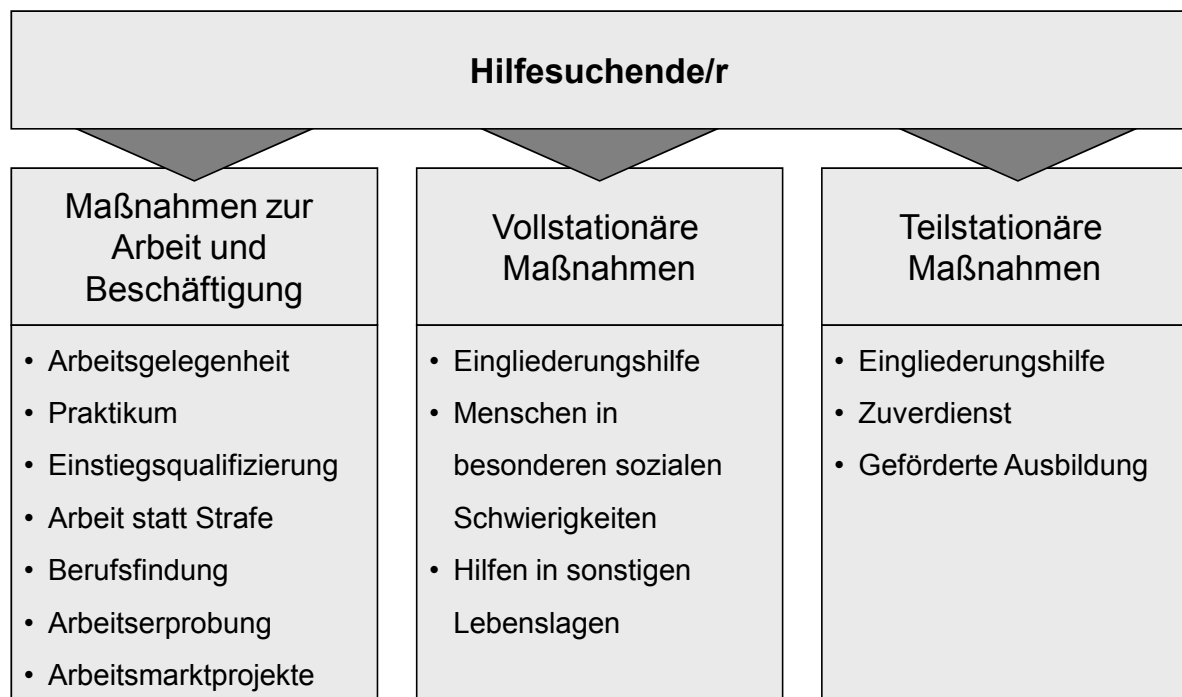 Hilfesuchende/r
Maßnahmen zur
Arbeit und
Beschäftigung
• Arbeitsgelegenheit
• Praktikum
• Einstiegsqualifizierung
• Arbeit statt Strafe
• Berufsfindung
• Arbeitserprobung
• Arbeitsmarktprojekte
Vollstationäre
Maßnahmen
• Eingliederungshilfe
• Menschen in
besonderen sozialen
Schwierigkeiten
• Hilfen in sonstigen
Lebenslagen
Teilstationäre
Maßnahmen
• Eingliederungshilfe
• Zuverdienst
• Geförderte Ausbildung